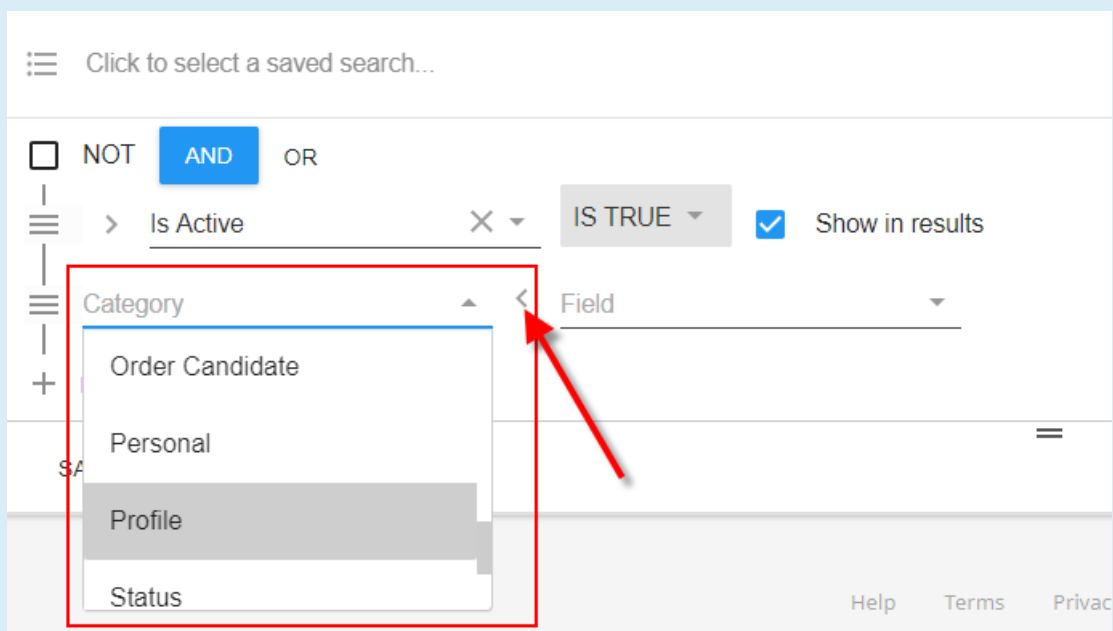 Click to select a saved search...
NOT AND OR
Is Active IS TRUE Show in results
Category Field
Order Candidate
Personal
Profile
Status
Help Terms